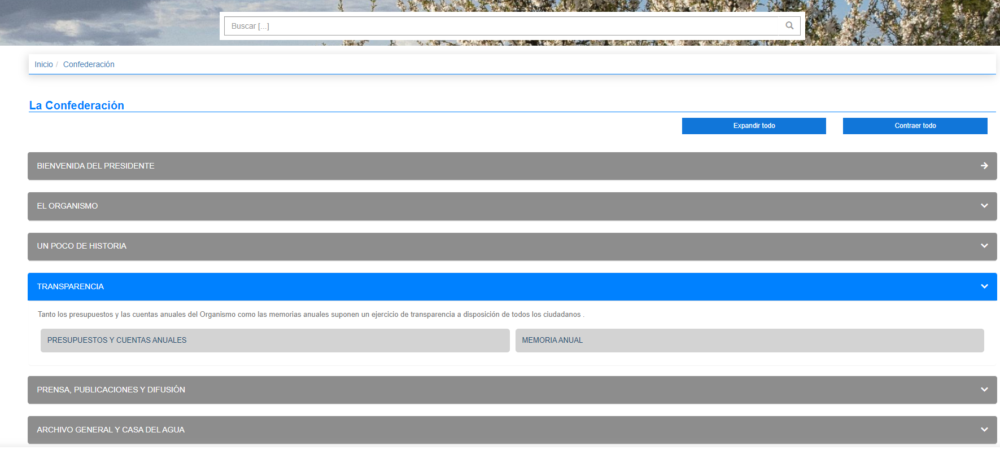 Buscar [...]
Inicio / Confederación
La Confederación
Expandir todo
Contraer todo
BIENVENIDA DEL PRESIDENTE
EL ORGANISMO
UN POCO DE HISTORIA
TRANSPARENCIA
Tanto los presupuestos y las cuentas anuales del Organismo como las memorias anuales suponen un ejercicio de transparencia a disposición de todos los ciudadanos .
PRESUPUESTOS Y CUENTAS ANUALES
MEMORIA ANUAL
PRENSA, PUBLICACIONES Y DIFUSIÓN
ARCHIVO GENERAL Y CASA DEL AGUA